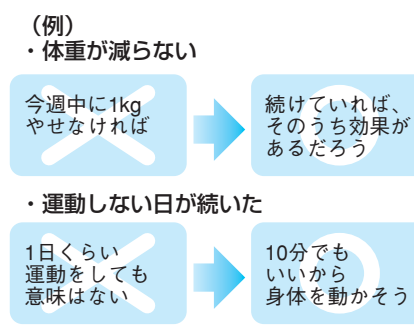 （例）
・体重が減らない
今週中に1kg
やせなければ
続けていれば、
そのうち効果が
あるだろう
・運動しない日が続いた
1日くらい
運動をしても
意味はない
10分でも
いいから
身体を動かそう